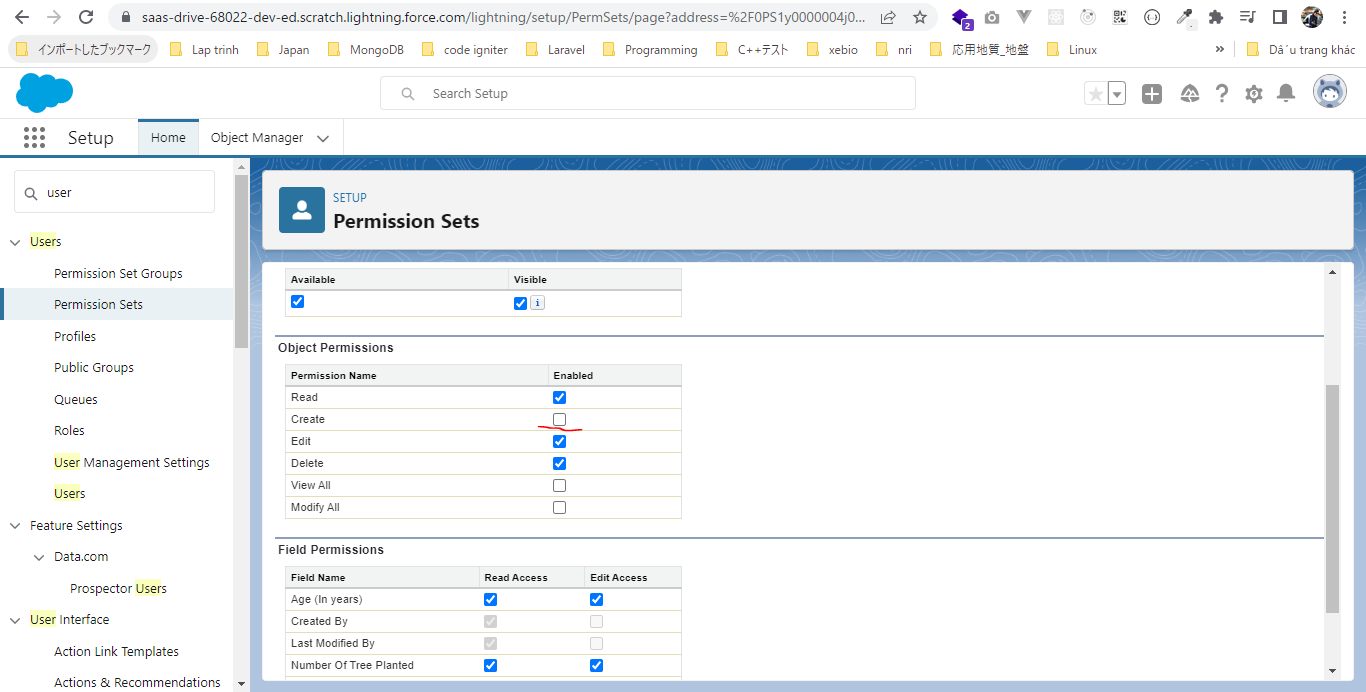 saas-drive-68022-dev-ed.scratch.lightning.force.com/lightning/setup/PermSets/page?address=%2F0PS1y0000004j0...
2
インポートしたブックマーク Lap trinh Japan MongoDB code igniter Laravel Programming C++テスト xebio nri 応用地質_地盤 Linux » Dấu trang khác
Search Setup
Setup Home Object Manager
user
SETUP
Permission Sets
Users
Permission Set Groups
Permission Sets
Profiles
Public Groups
Queues
Roles
User Management Settings
Users
Feature Settings
Data.com
Prospector Users
User Interface
Action Link Templates
Actions & Recommendations
Available Visible
i
Object Permissions
Permission Name Enabled
Read
Create
Edit
Delete
View All
Modify All
Field Permissions
Field Name Read Access Edit Access
Age (In years)
Created By
Last Modified By
Number Of Tree Planted